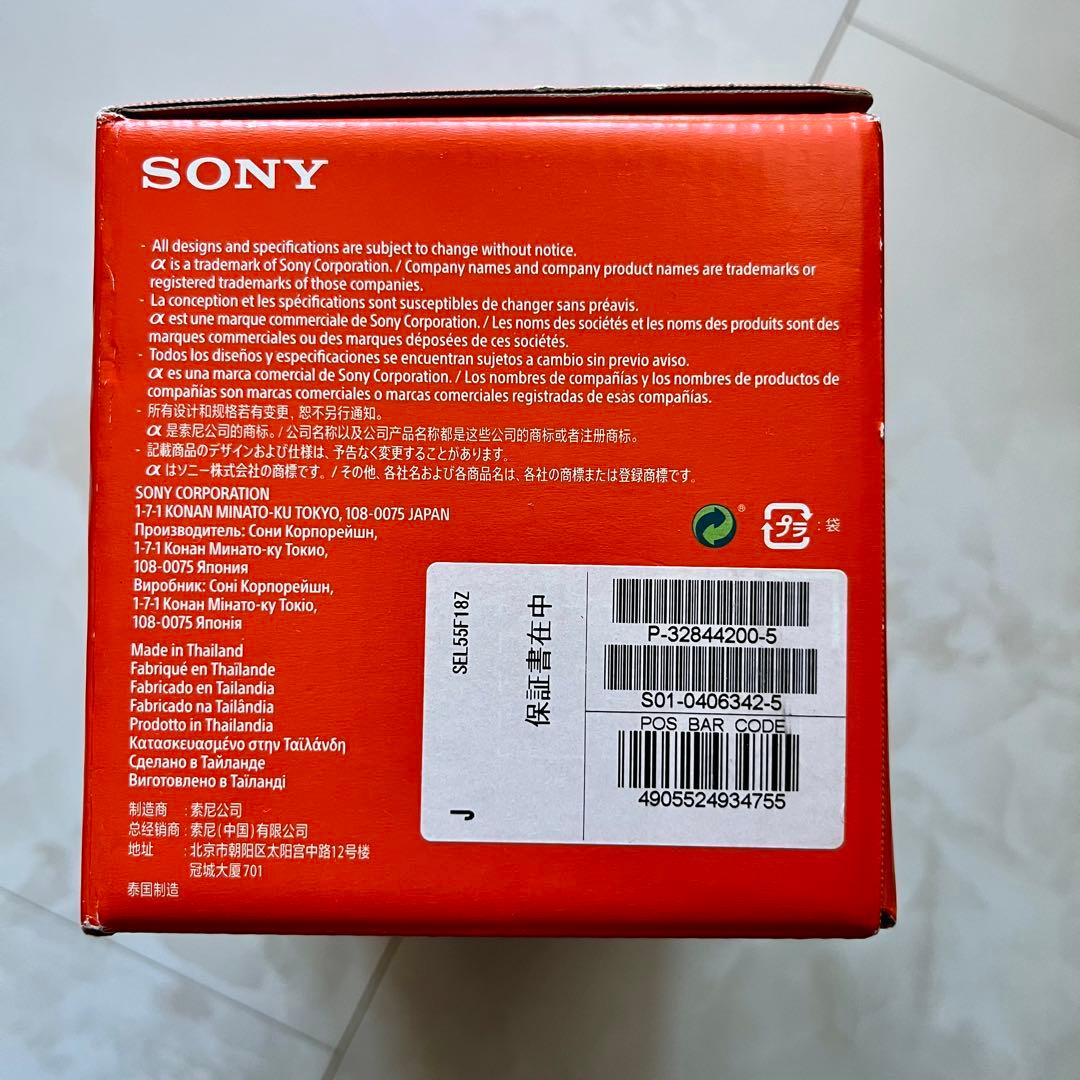 SONY
- All designs and specifications are subject to change without notice.
α is a trademark of Sony Corporation. / Company names and company product names are trademarks or
registered trademarks of those companies.
- La conception et les spécifications sont susceptibles de changer sans préavis.
α est une marque commerciale de Sony Corporation. / Les noms des sociétés et les noms des produits sont des
marques commerciales ou des marques déposées de ces sociétés.
- Todos los diseños y especificaciones se encuentran sujetos a cambio sin previo aviso.
α es una marca comercial de Sony Corporation. / Los nombres de compañías y los nombres de productos de
compañías son marcas comerciales o marcas comerciales registradas de esas compañías.
- 所有设计和规格若有变更，恕不另行通知。
α 是索尼公司的商标。/ 公司名称以及公司产品名称都是这些公司的商标或者注册商标。
- 記載商品のデザインおよび仕様は、予告なく変更することがあります。
α はソニー株式会社の商標です。/ その他、各社名および各商品名は、各社の商標または登録商標です。
SONY CORPORATION
1-7-1 KONAN MINATO-KU TOKYO, 108-0075 JAPAN
Производитель: Сони Корпорейшн,
1-7-1 Конан Минато-ку Токио,
108-0075 Япония
Виробник: Соні Корпорейшн,
1-7-1 Конан Мінато-ку Токіо,
108-0075 Японія
® プラ : 袋
Made in Thailand
Fabriqué en Thaïlande
Fabricado en Tailandia
Fabricado na Tailândia
Prodotto in Thailandia
Κατασκευασμένο στην Ταϊλάνδη
Сделано в Тайланде
Виготовлено в Таїланді
制造商 : 索尼公司
总经销商 : 索尼(中国)有限公司
地址 : 北京市朝阳区太阳宫中路12号楼
冠城大厦701
泰国制造
SEL55F18Z
J
保証書在中
P-32844200-5
S01-0406342-5
POS BAR CODE
4905524934755